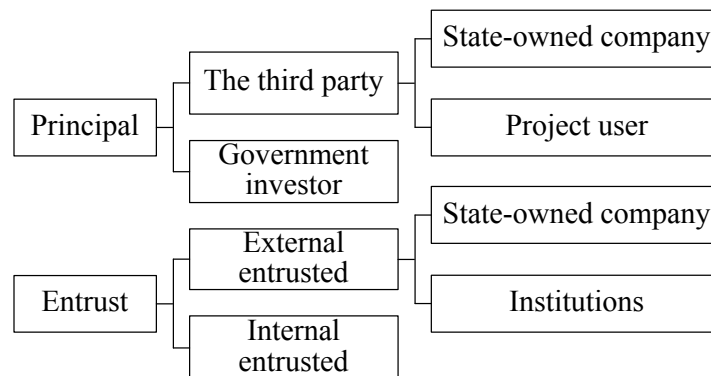 State-owned company
The third party
Principal
Project user
Government
investor
State-owned company
External
entrusted
Entrust
Institutions
Internal
entrusted